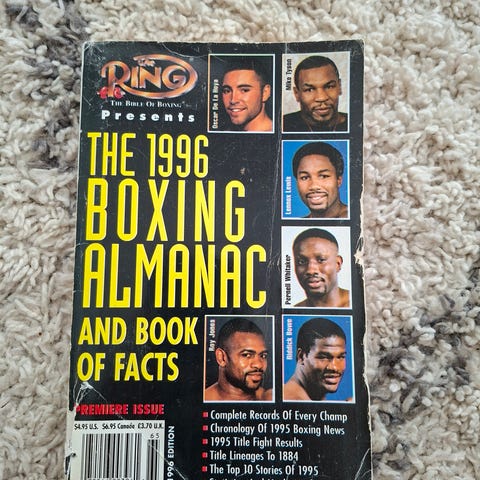 The
RING
THE BIBLE OF BOXING
Presents
Oscar De La Hoya
Mike Tyson
THE 1996
BOXING
ALMANAC
AND BOOK
OF FACTS
Lennox Lewis
Pernell Whitaker
Roy Jones
Riddick Bowe
PREMIERE ISSUE
$4.95 U.S. $6.95 Canada £3.70 U.K.
65
1996 EDITION
Complete Records Of Every Champ
Chronology Of 1995 Boxing News
1995 Title Fight Results
Title Lineages To 1884
The Top 10 Stories Of 1995